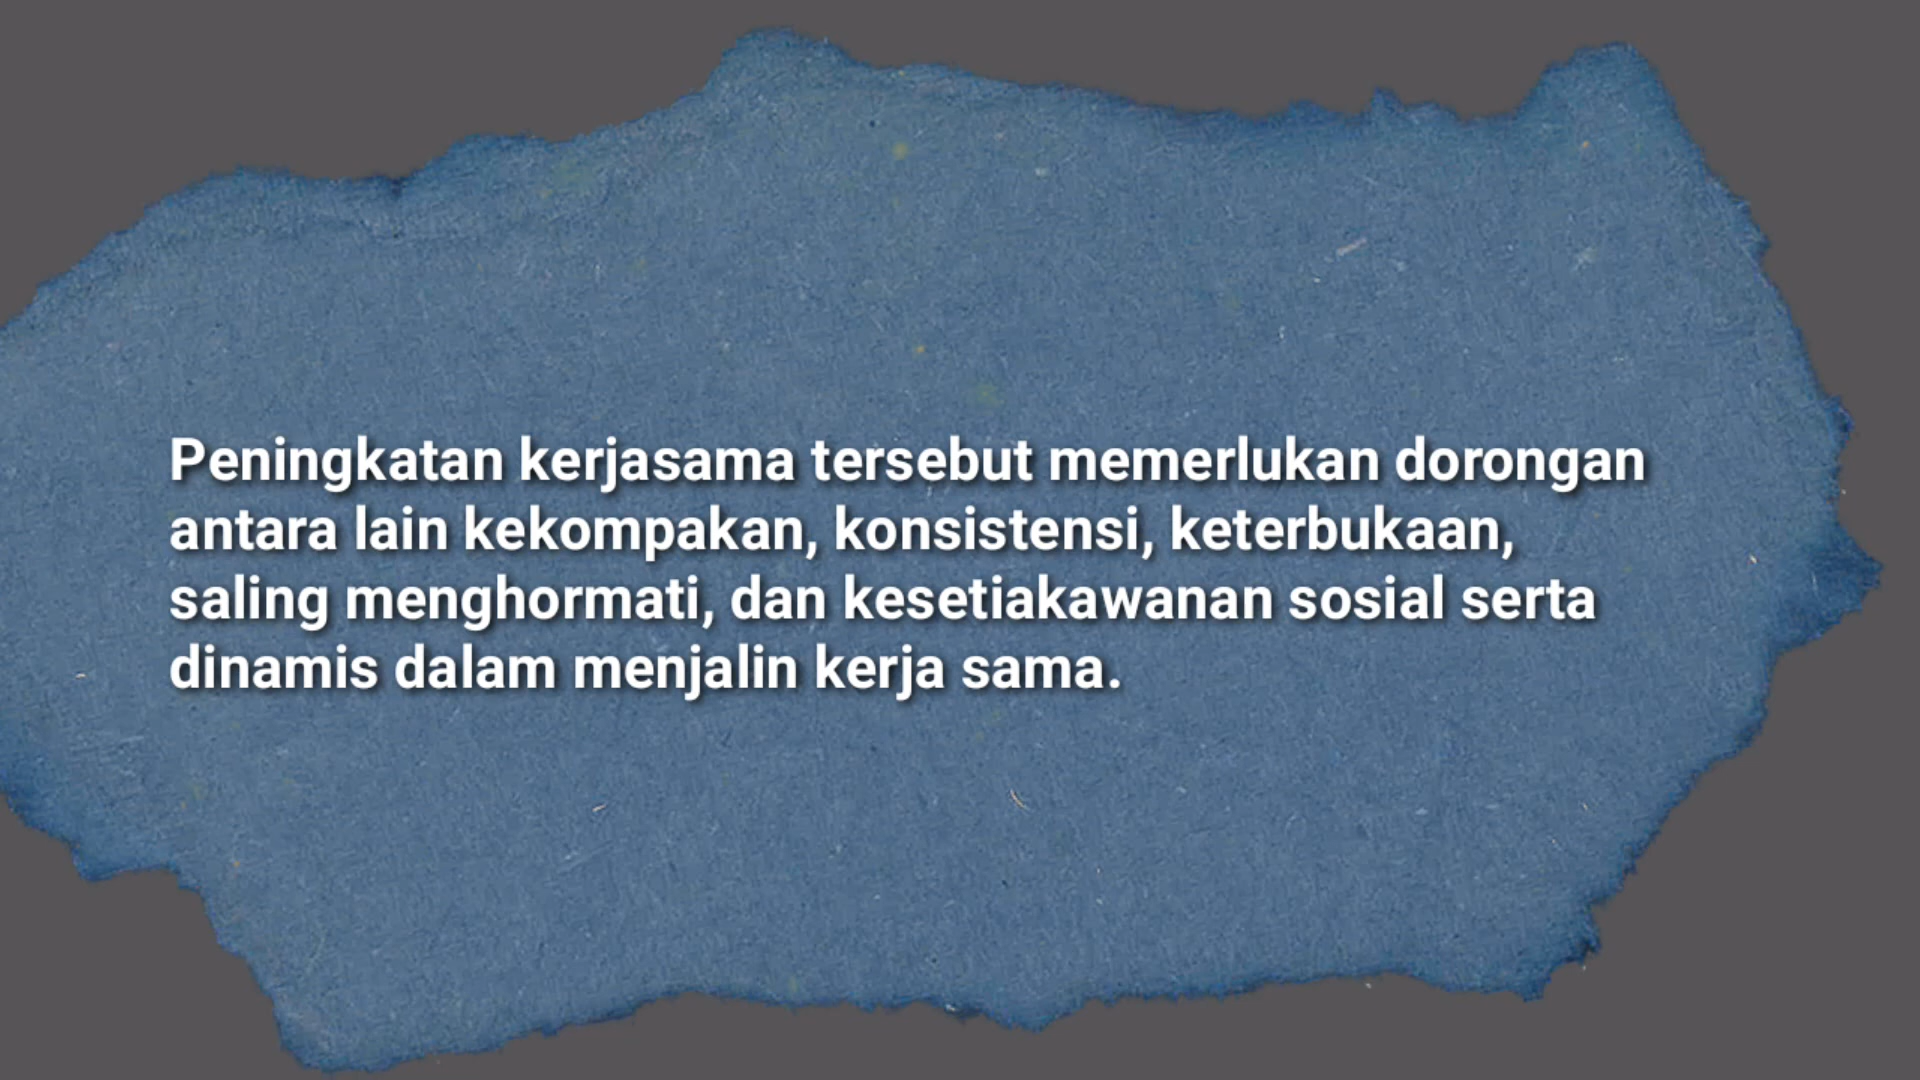 Peningkatan kerjasama tersebut memerlukan dorongan
antara lain kekompakan, konsistensi, keterbukaan,
saling menghormati, dan kesetiakawanan sosial serta
dinamis dalam menjalin kerja sama.